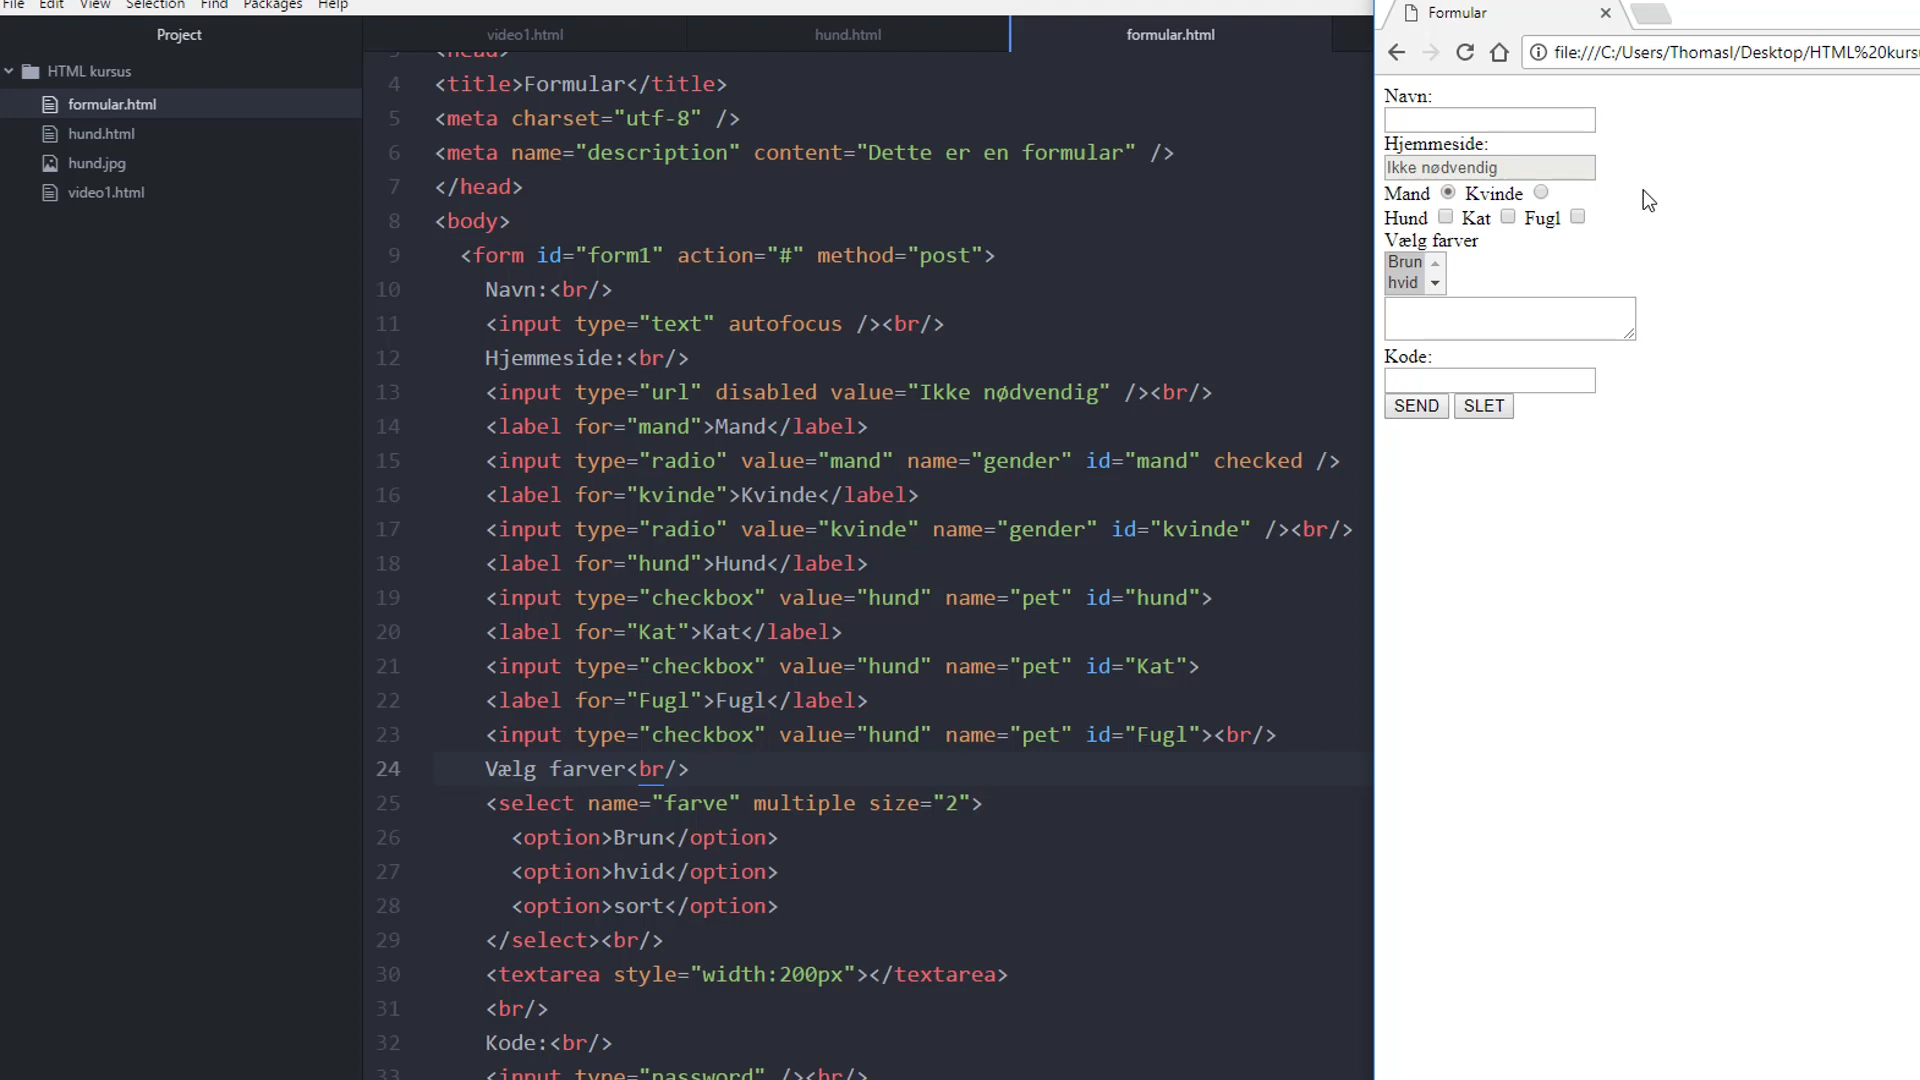 File Edit View Selection Find Packages Help
Project
HTML kursus
formular.html
hund.html
hund.jpg
video1.html
video1.html
hund.html
formular.html
3 <head>
4 <title>Formular</title>
5 <meta charset="utf-8" />
6 <meta name="description" content="Dette er en formular" />
7 </head>
8 <body>
9 <form id="form1" action="#" method="post">
10 Navn:<br/>
11 <input type="text" autofocus /><br/>
12 Hjemmeside:<br/>
13 <input type="url" disabled value="Ikke nødvendig" /><br/>
14 <label for="mand">Mand</label>
15 <input type="radio" value="mand" name="gender" id="mand" checked />
16 <label for="kvinde">Kvinde</label>
17 <input type="radio" value="kvinde" name="gender" id="kvinde" /><br/>
18 <label for="hund">Hund</label>
19 <input type="checkbox" value="hund" name="pet" id="hund">
20 <label for="Kat">Kat</label>
21 <input type="checkbox" value="hund" name="pet" id="Kat">
22 <label for="Fugl">Fugl</label>
23 <input type="checkbox" value="hund" name="pet" id="Fugl"><br/>
24 Vælg farver<br/>
25 <select name="farve" multiple size="2">
26 <option>Brun</option>
27 <option>hvid</option>
28 <option>sort</option>
29 </select><br/>
30 <textarea style="width:200px"></textarea>
31 <br/>
32 Kode:<br/>
33 <input type="password" /><br/>
Formular
file:///C:/Users/Thomasl/Desktop/HTML%20kursu
Navn:
Hjemmeside:
Ikke nødvendig
Mand Kvinde
Hund Kat Fugl
Vælg farver
Brun
hvid
Kode:
SEND SLET